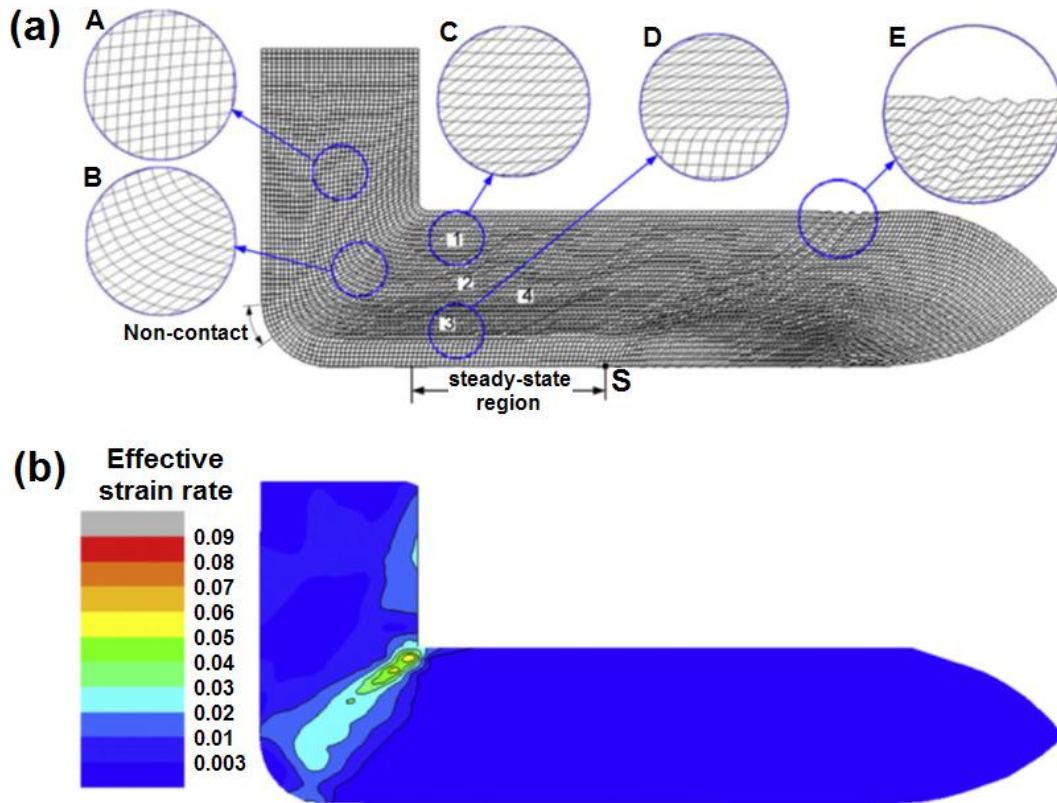 (a)
A
B
C
D
E
1
2
4
3
Non-contact
steady-state
region
S
(b)
Effective
strain rate
0.09
0.08
0.07
0.06
0.05
0.04
0.03
0.02
0.01
0.003